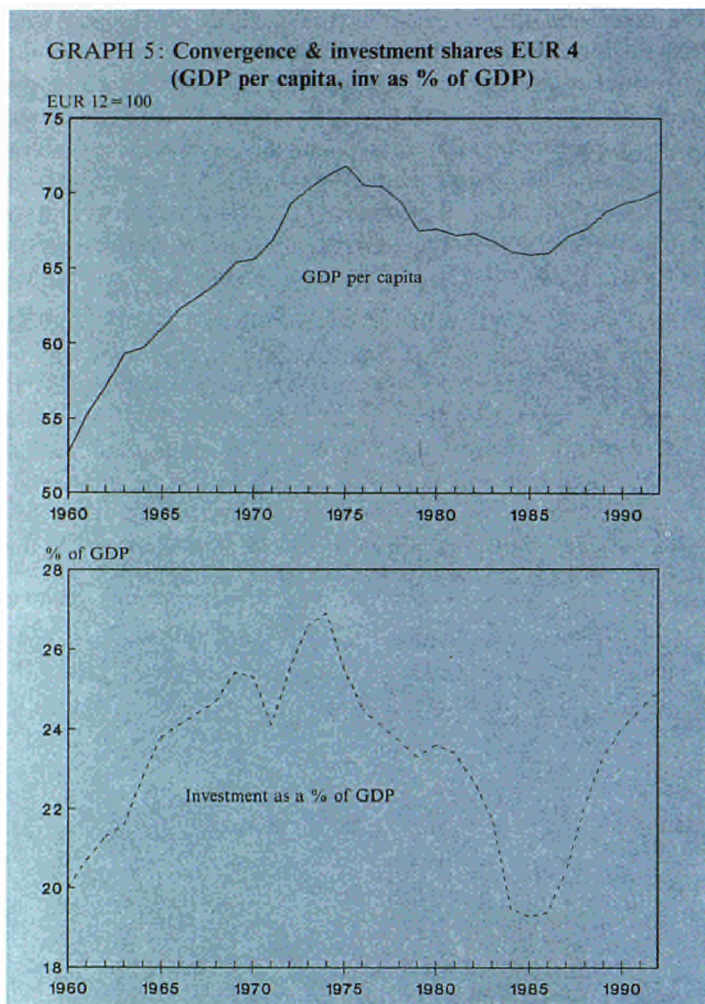 GRAPH 5: Convergence & investment shares EUR 4
(GDP per capita, inv as % of GDP)
EUR 12 = 100
75
70
65
60
55
50
GDP per capita
1960 1965 1970 1975 1980 1985 1990
% of GDP
28
26
24
22
20
18
Investment as a % of GDP
1960 1965 1970 1975 1980 1985 1990